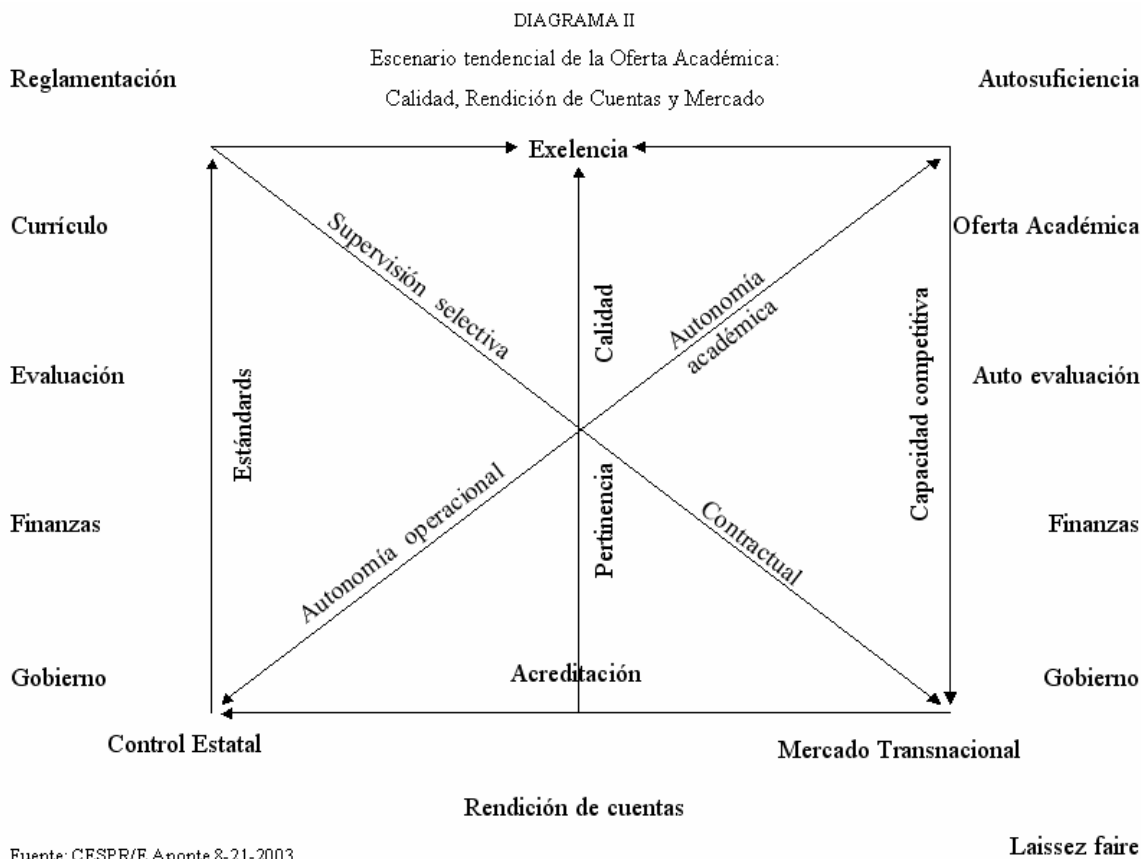 DIAGRAMA II
Escenario tendencial de la Oferta Académica:
Calidad, Rendición de Cuentas y Mercado
Reglamentación
Autosuficiencia
Exelencia
Currículo
Oferta Académica
Supervisión selectiva
Autonomía
académica
Calidad
Evaluación
Auto evaluación
Estándards
Capacidad competitiva
Autonomía operacional
Pertinencia
Contractual
Finanzas
Finanzas
Gobierno
Acreditación
Gobierno
Control Estatal
Mercado Transnacional
Rendición de cuentas
Laissez faire
Fuente: CESPR/E.Aponte 8-21-2003